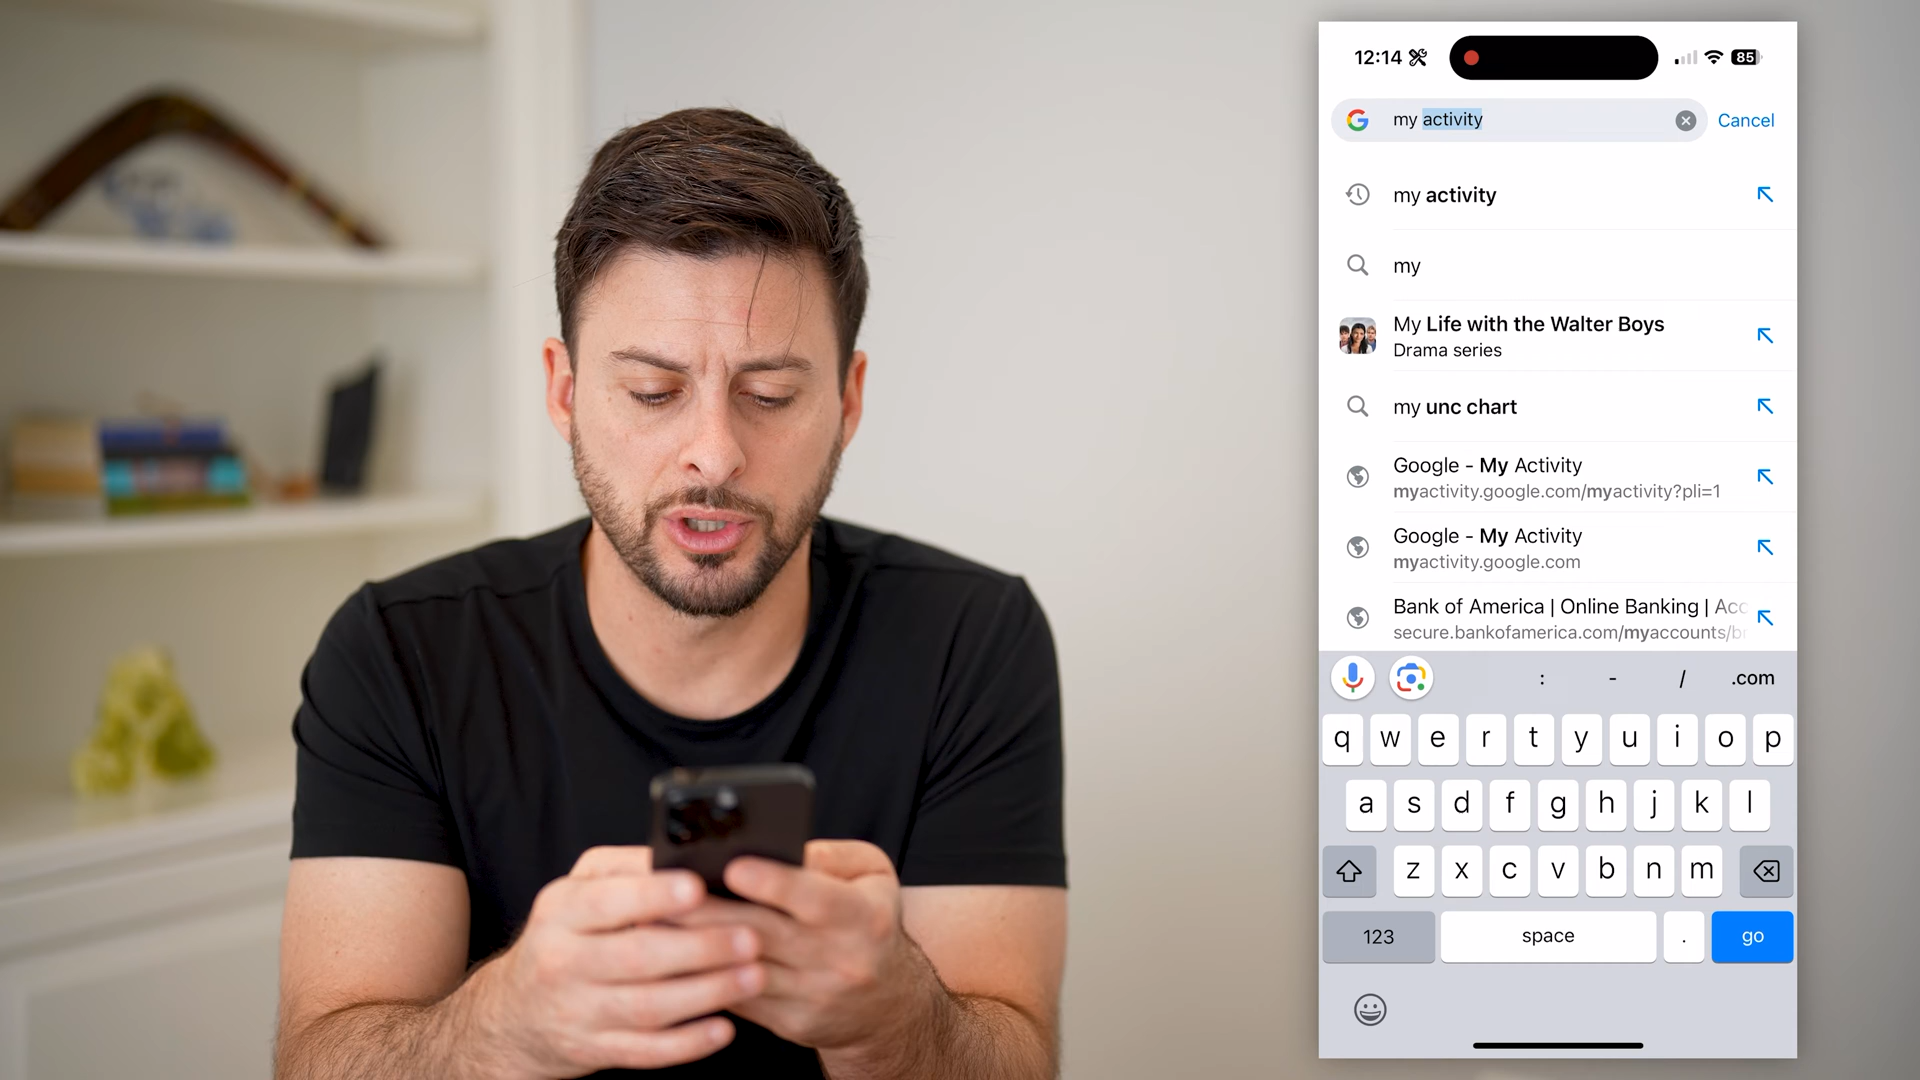 12:14
85
my activity
Cancel
my activity
my
My Life with the Walter Boys
Drama series
my unc chart
Google - My Activity
myactivity.google.com/myactivity?pli=1
Google - My Activity
myactivity.google.com
Bank of America | Online Banking | Acc
secure.bankofamerica.com/myaccounts/b
: - / .com
q w e r t y u i o p
a s d f g h j k l
z x c v b n m
123 space . go